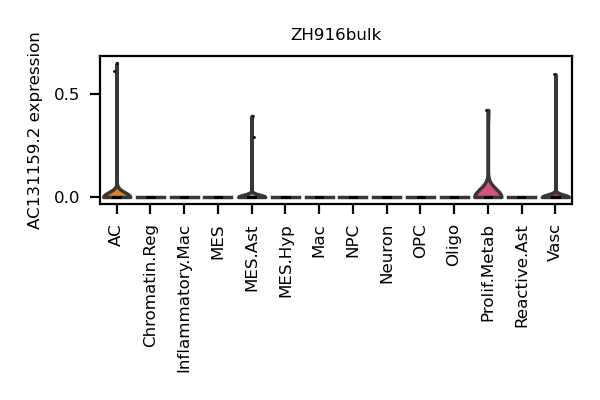 ZH916bulk
AC131159.2 expression
0.5
0.0
AC
Chromatin.Reg
Inflammatory.Mac
MES
MES.Ast
MES.Hyp
Mac
NPC
Neuron
OPC
Oligo
Prolif.Metab
Reactive.Ast
Vasc